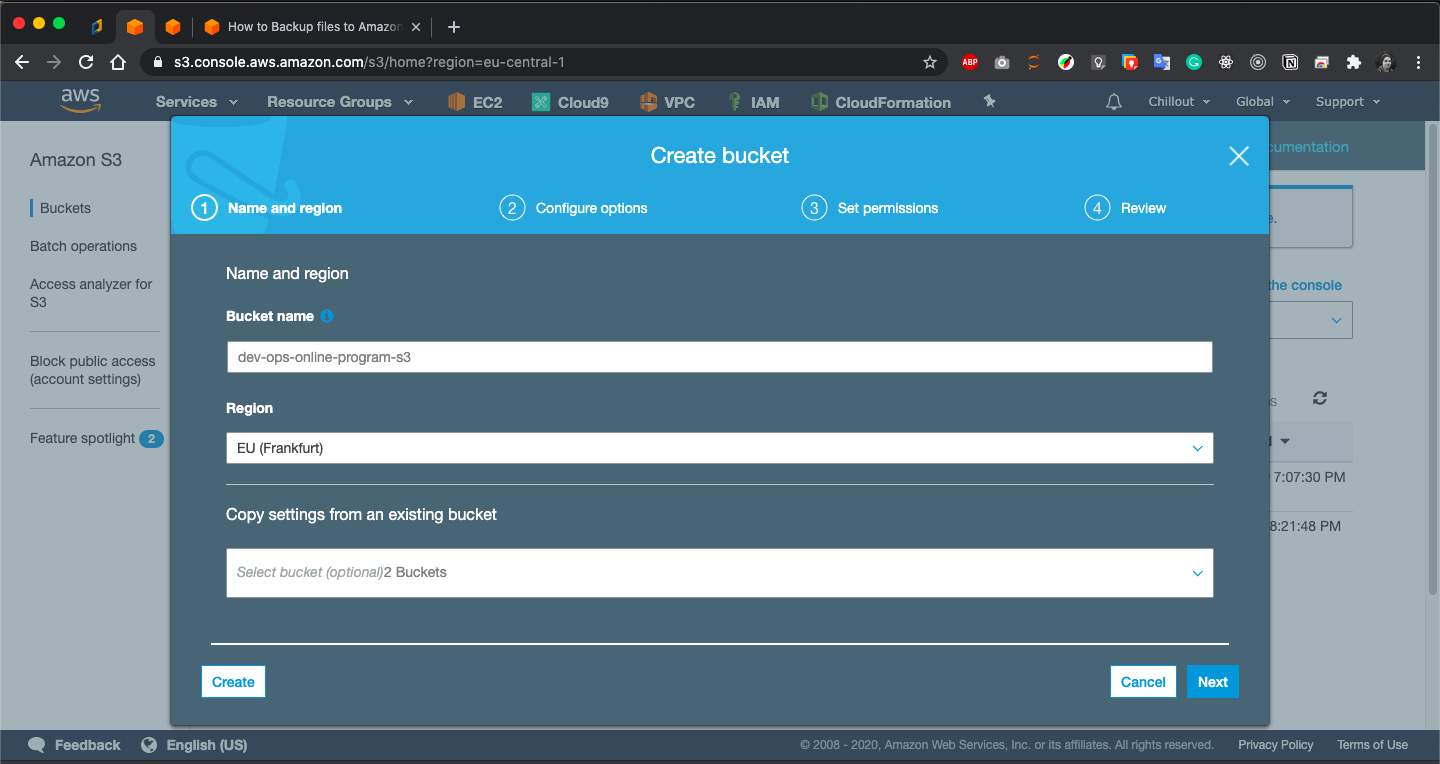 How to Backup files to Amazon
s3.console.aws.amazon.com/s3/home?region=eu-central-1
ABP
aws Services Resource Groups EC2 Cloud9 VPC IAM CloudFormation Chillout Global Support
Amazon S3
Buckets
Batch operations
Access analyzer for
S3
Block public access
(account settings)
Feature spotlight 2
Create bucket
cumentation
1 Name and region 2 Configure options 3 Set permissions 4 Review
e.
Name and region
the console
Bucket name
dev-ops-online-program-s3
s
Region
d
EU (Frankfurt)
7:07:30 PM
Copy settings from an existing bucket
8:21:48 PM
Select bucket (optional)2 Buckets
Create Cancel Next
Feedback English (US) © 2008 - 2020, Amazon Web Services, Inc. or its affiliates. All rights reserved. Privacy Policy Terms of Use